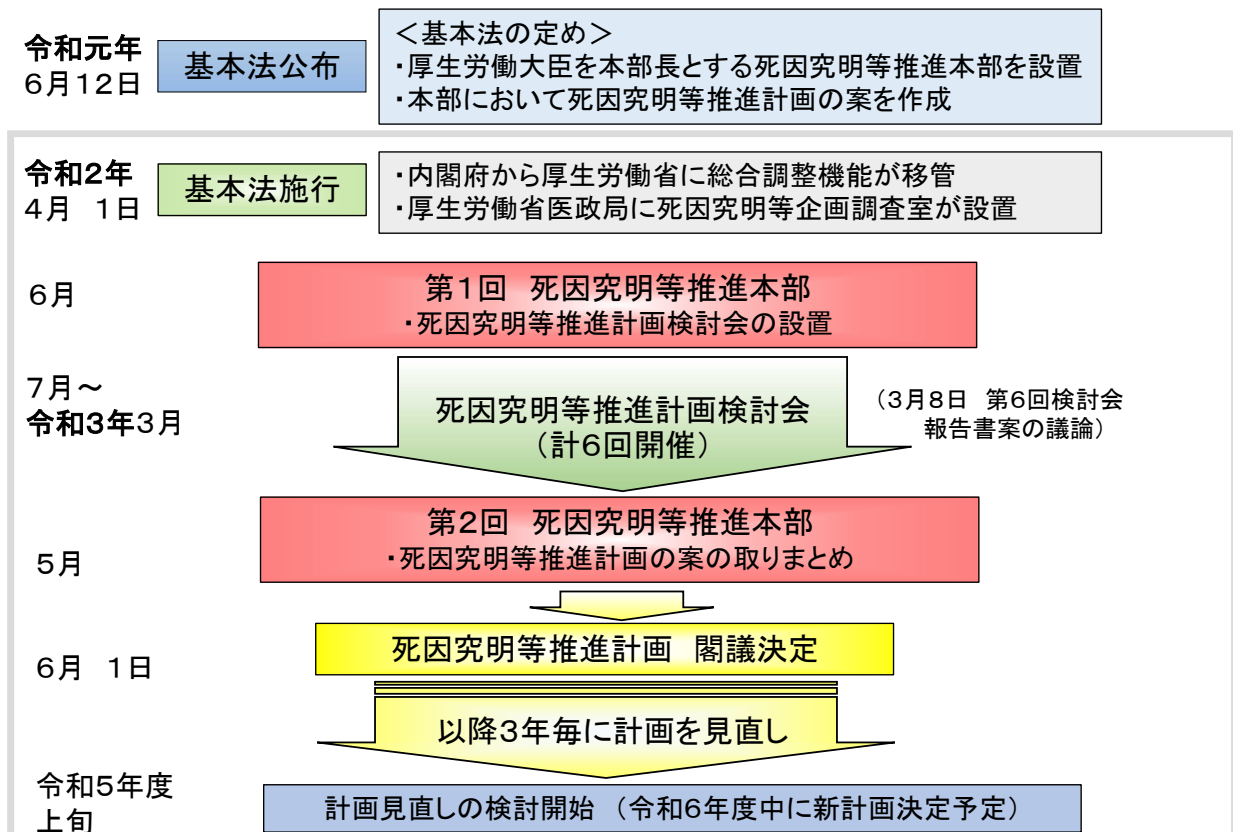 令和元年
6月12日
基本法公布
＜基本法の定め＞
・厚生労働大臣を本部長とする死因究明等推進本部を設置
・本部において死因究明等推進計画の案を作成
令和2年
4月　1日
基本法施行
・内閣府から厚生労働省に総合調整機能が移管
・厚生労働省医政局に死因究明等企画調査室が設置
6月
第1回　死因究明等推進本部
・死因究明等推進計画検討会の設置
7月～
令和3年3月
死因究明等推進計画検討会
（計6回開催）
（3月8日　第6回検討会
報告書案の議論）
5月
第2回　死因究明等推進本部
・死因究明等推進計画の案の取りまとめ
6月　1日
死因究明等推進計画　閣議決定
以降3年毎に計画を見直し
令和5年度
上旬
計画見直しの検討開始　（令和6年度中に新計画決定予定）